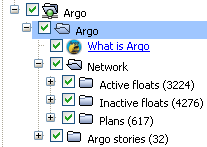 Argo
Argo
What is Argo
Network
Active floats (3224)
Inactive floats (4276)
Plans (617)
Argo stories (32)